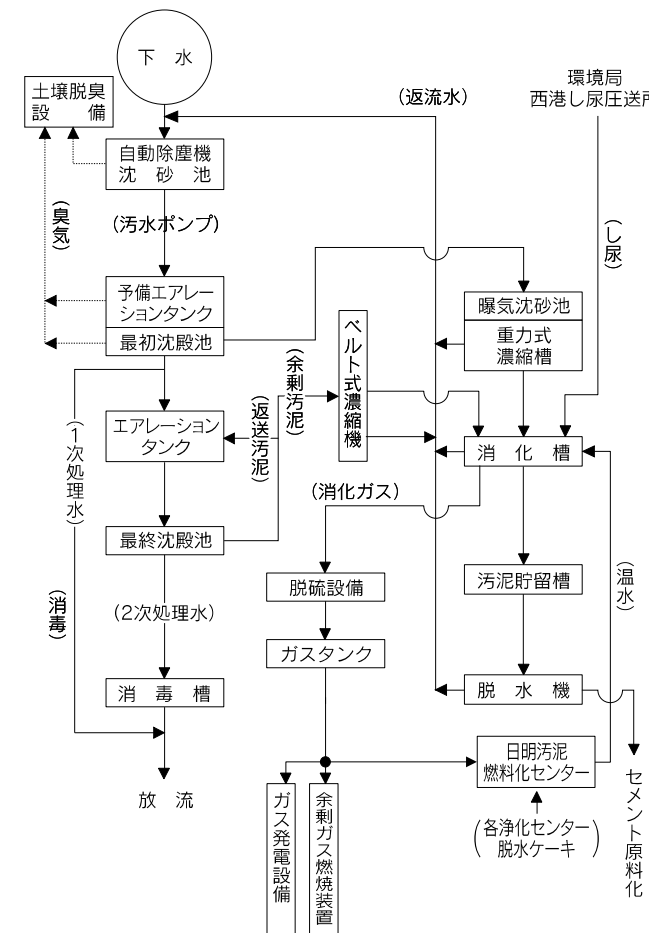 下 水
土壌脱臭
設 備
(返流水)
環境局
西港し尿圧送所
自動除塵機
沈 砂 池
(臭気)
(汚水ポンプ)
(し尿)
予備エアレー
ションタンク
最初沈殿池
曝気沈砂池
重力式
濃縮槽
ベルト式濃縮機
(余剰汚泥)
(返送汚泥)
エアレーション
タンク
(1次処理水)
消 化 槽
(消化ガス)
最終沈殿池
脱硫設備
汚泥貯留槽
(温水)
(消毒)
(2次処理水)
ガスタンク
消 毒 槽
脱 水 機
日明汚泥
燃料化センター
放 流
ガス発電設備
余剰ガス燃焼装置
(各浄化センター
脱水ケーキ)
セメント原料化